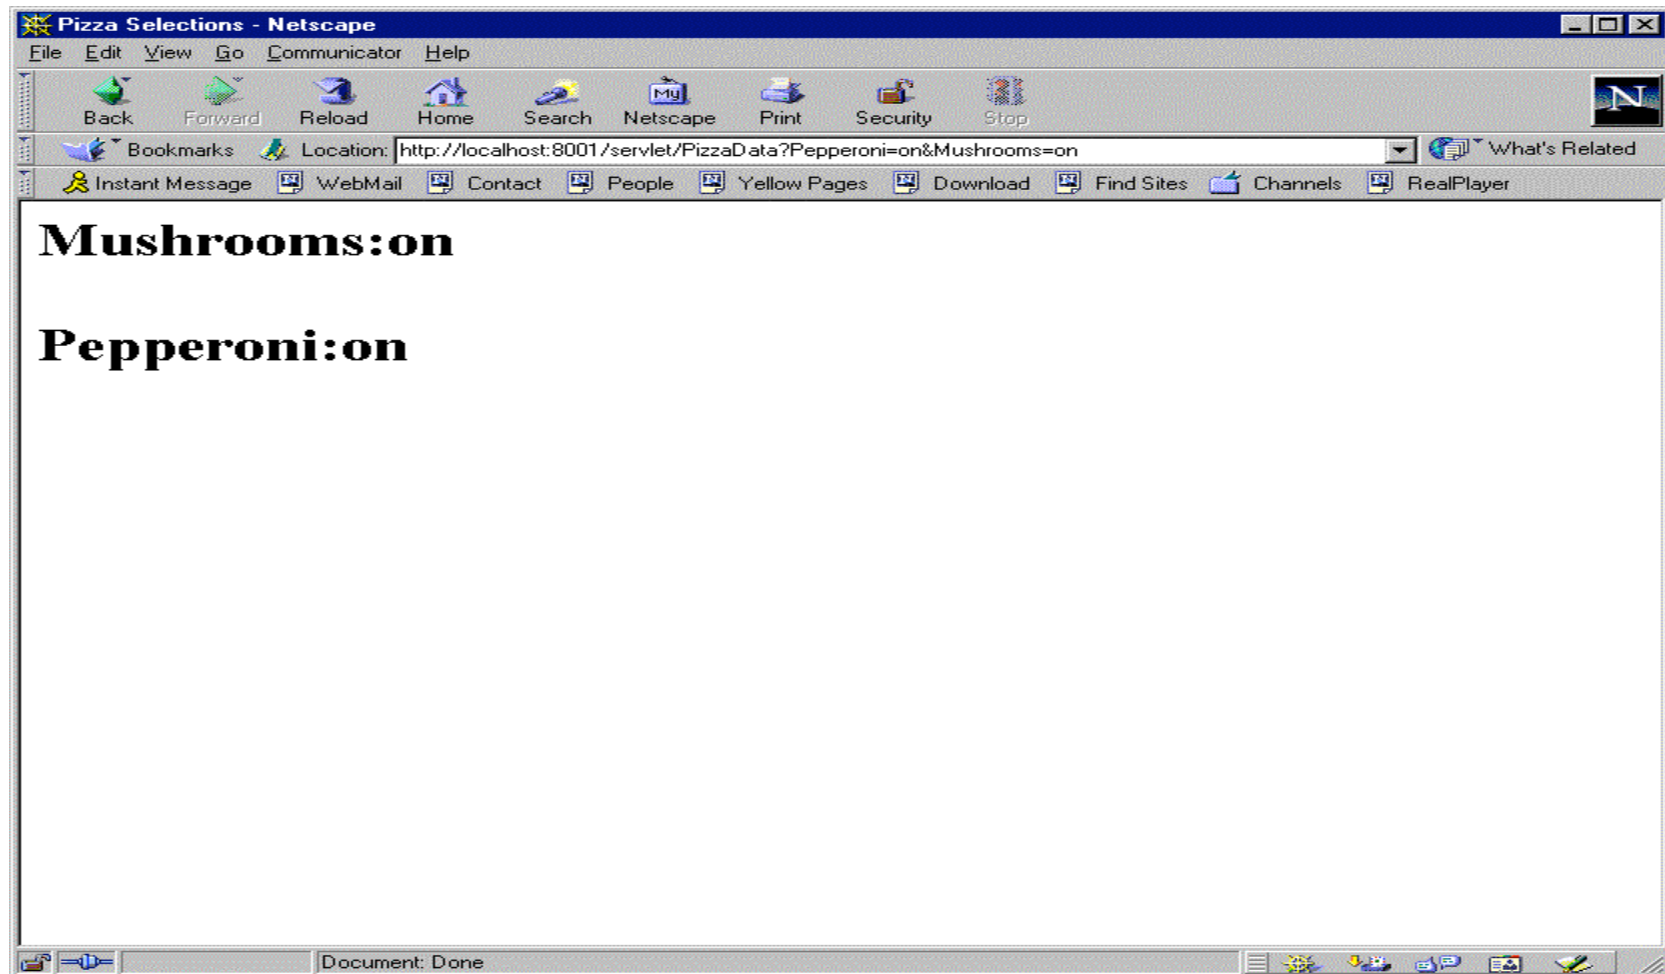 Pizza Selections - Netscape
File Edit View Go Communicator Help
My N
Back Forward Reload Home Search Netscape Print Security Stop
Bookmarks Location: http://localhost:8001/servlet/PizzaData?Pepperoni=on&Mushrooms=on What's Related
Instant Message WebMail Contact People Yellow Pages Download Find Sites Channels RealPlayer
Mushrooms:on
Pepperoni:on
Document: Done